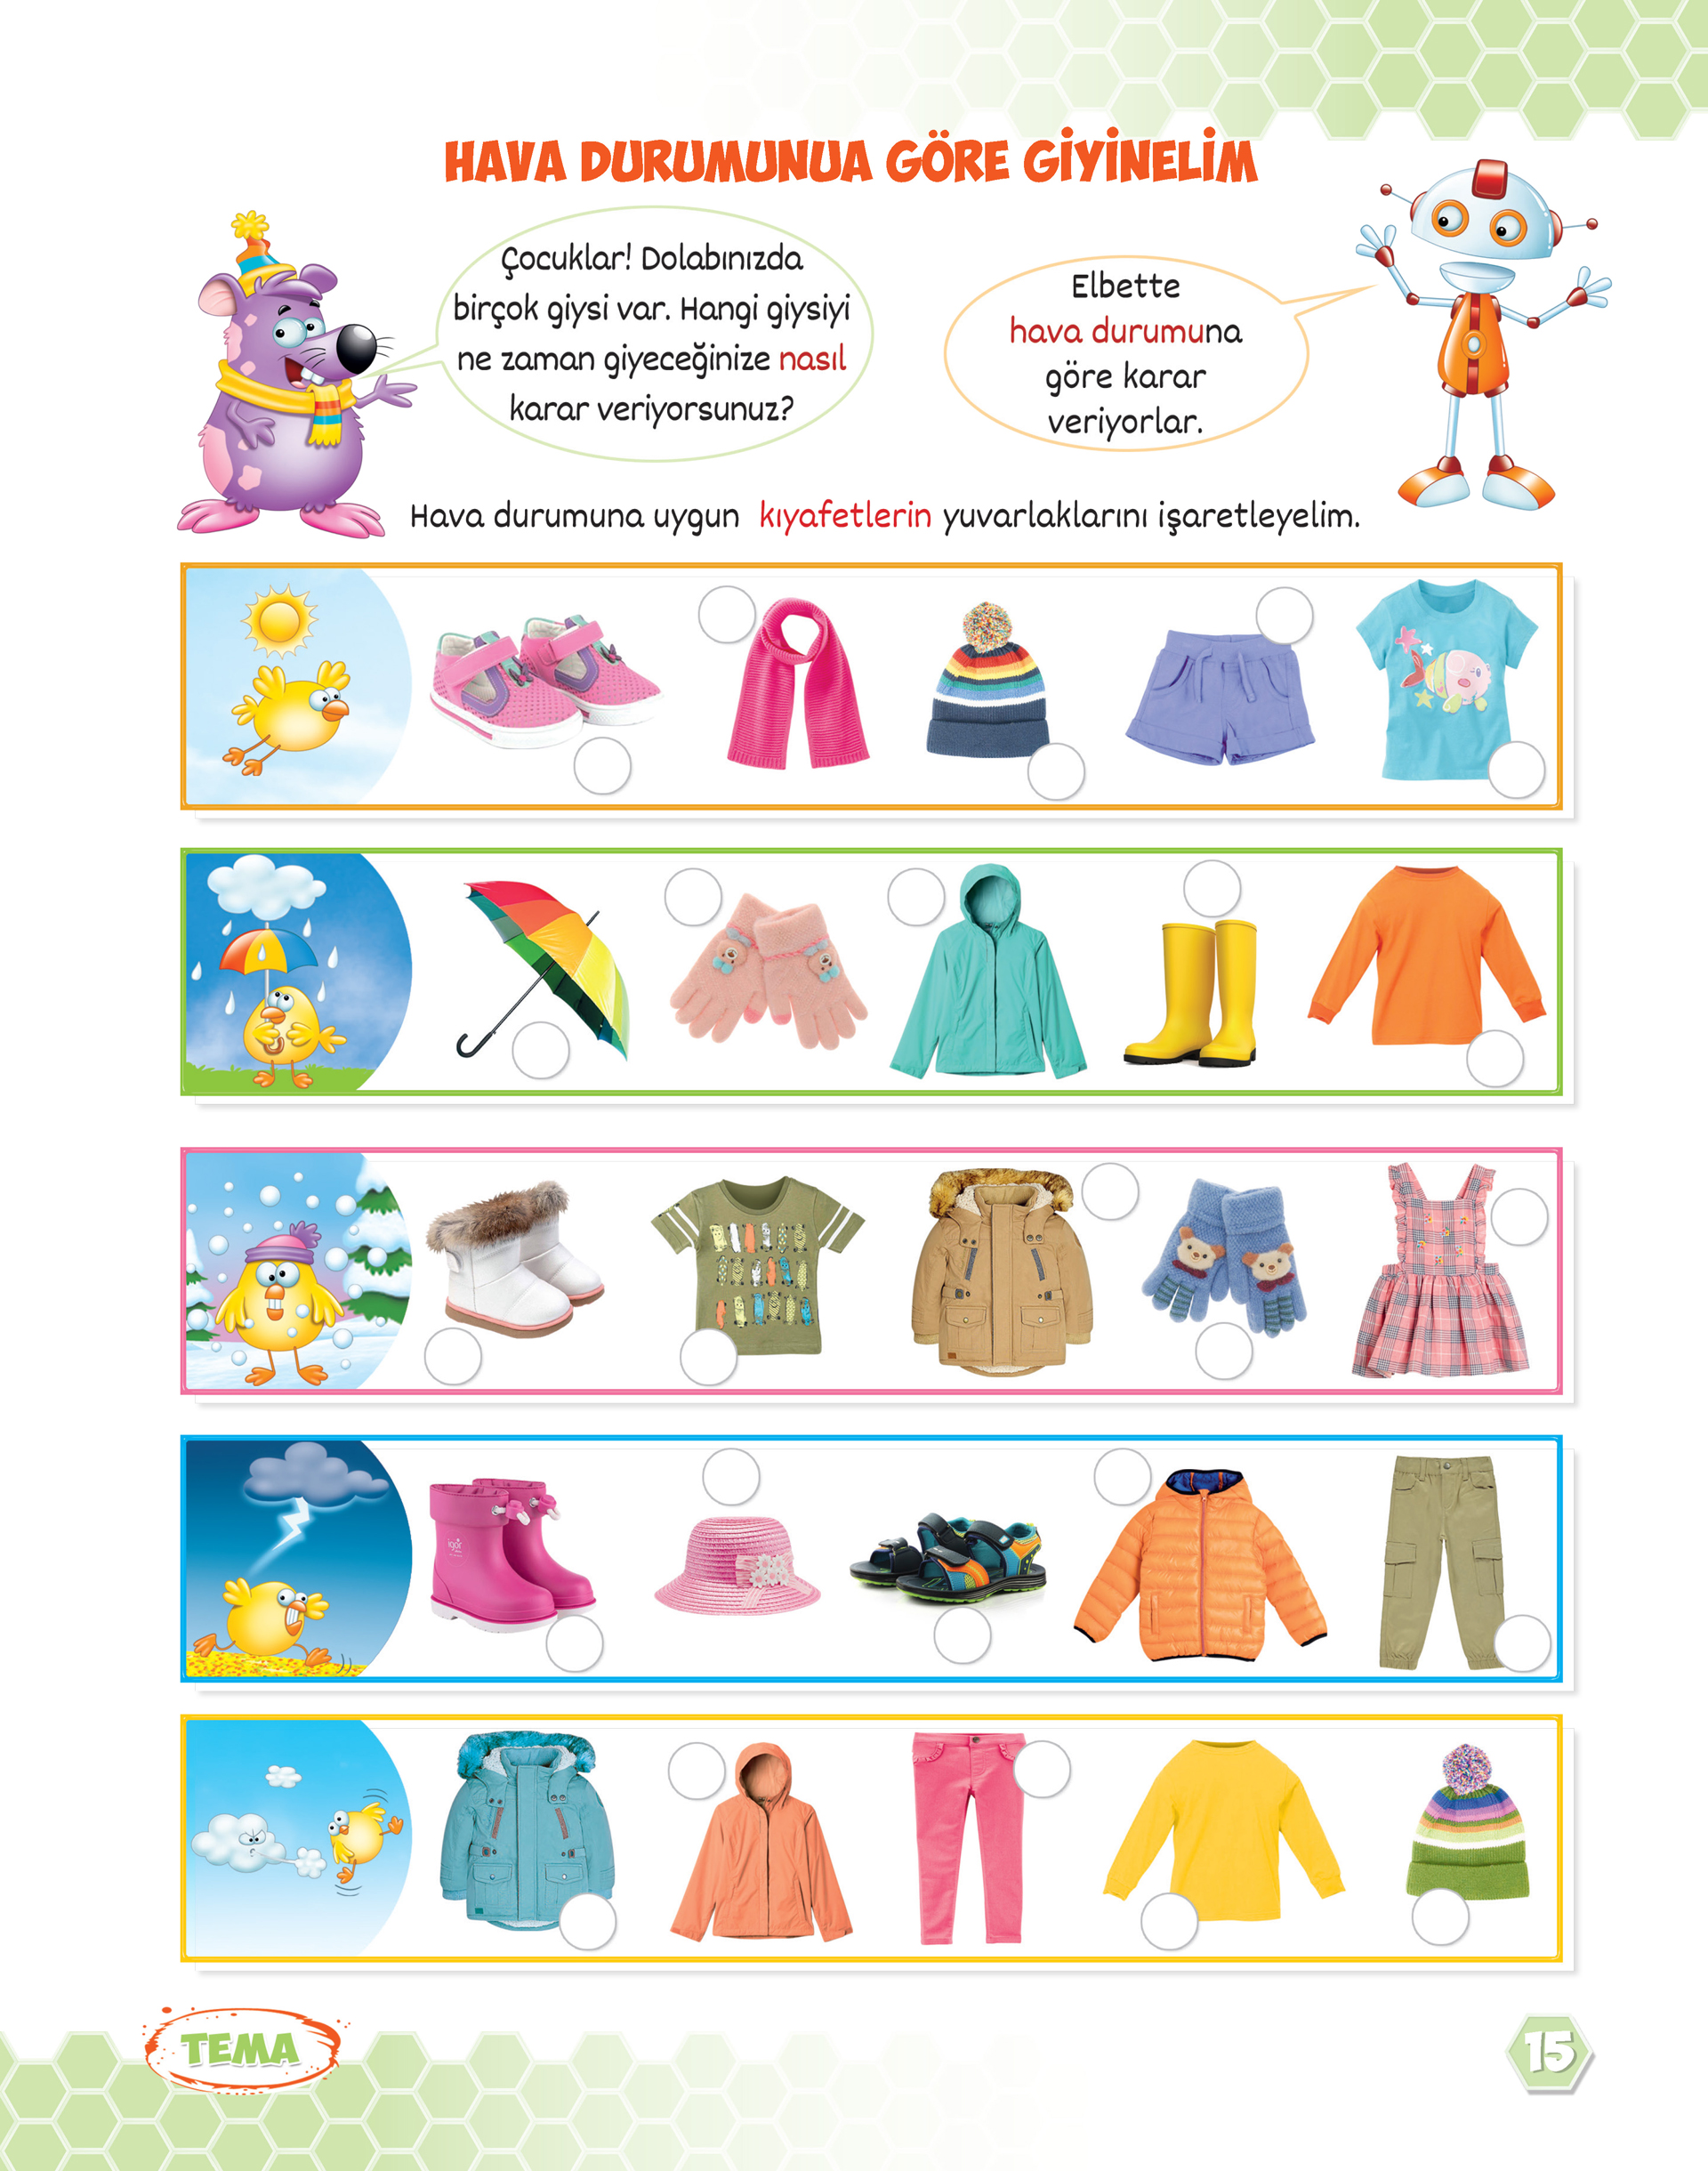 HAVA DURUMUNUA GÖRE GİYİNELİM
Çocuklar! Dolabınızda
birçok giysi var. Hangi giysiyi
ne zaman giyeceğinize nasıl
karar veriyorsunuz?
Elbette
hava durumuna
göre karar
veriyorlar.
Hava durumuna uygun kıyafetlerin yuvarlaklarını işaretleyelim.
igor
TEMA
15